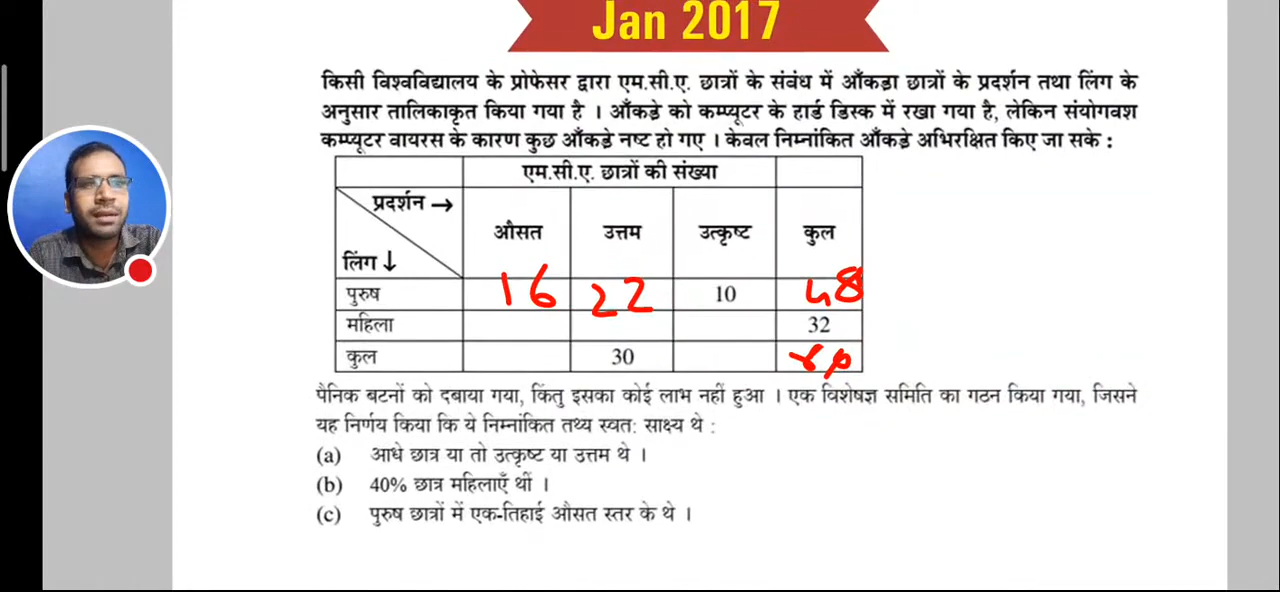 Jan 2017
किसी विश्वविद्यालय के प्रोफेसर द्वारा एम.सी.ए. छात्रों के संबंध में आँकड़ा छात्रों के प्रदर्शन तथा लिंग के
अनुसार तालिकाकृत किया गया है । आँकड़े को कम्प्यूटर के हार्ड डिस्क में रखा गया है, लेकिन संयोगवश
कम्प्यूटर वायरस के कारण कुछ आँकड़े नष्ट हो गए । केवल निम्नांकित आँकड़े अभिरक्षित किए जा सके :
एम.सी.ए. छात्रों की संख्या
प्रदर्शन →
औसत उत्तम उत्कृष्ट कुल
लिंग ↓
पुरुष 16 22 10 48
महिला 32
कुल 30 80
पैनिक बटनों को दबाया गया, किंतु इसका कोई लाभ नहीं हुआ । एक विशेषज्ञ समिति का गठन किया गया, जिसने
यह निर्णय किया कि ये निम्नांकित तथ्य स्वत: साक्ष्य थे :
(a) आधे छात्र या तो उत्कृष्ट या उत्तम थे ।
(b) 40% छात्र महिलाएँ थीं ।
(c) पुरुष छात्रों में एक-तिहाई औसत स्तर के थे ।